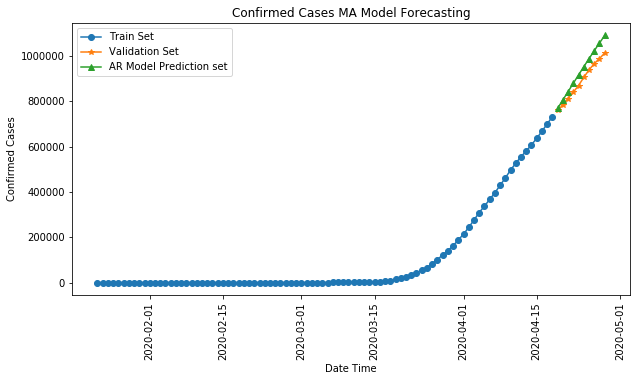 Confirmed Cases MA Model Forecasting
Train Set
Validation Set
AR Model Prediction set
Confirmed Cases
1000000
800000
600000
400000
200000
0
2020-02-01
2020-02-15
2020-03-01
2020-03-15
2020-04-01
2020-04-15
2020-05-01
Date Time